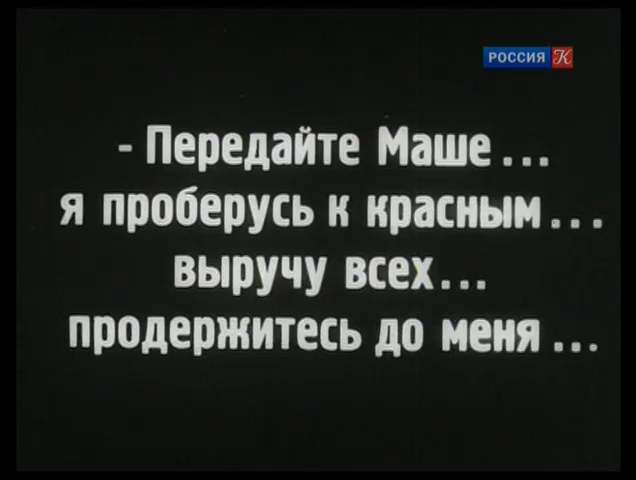 РОССИЯ К
- Передайте Маше...
я проберусь к красным...
выручу всех...
продержитесь до меня...